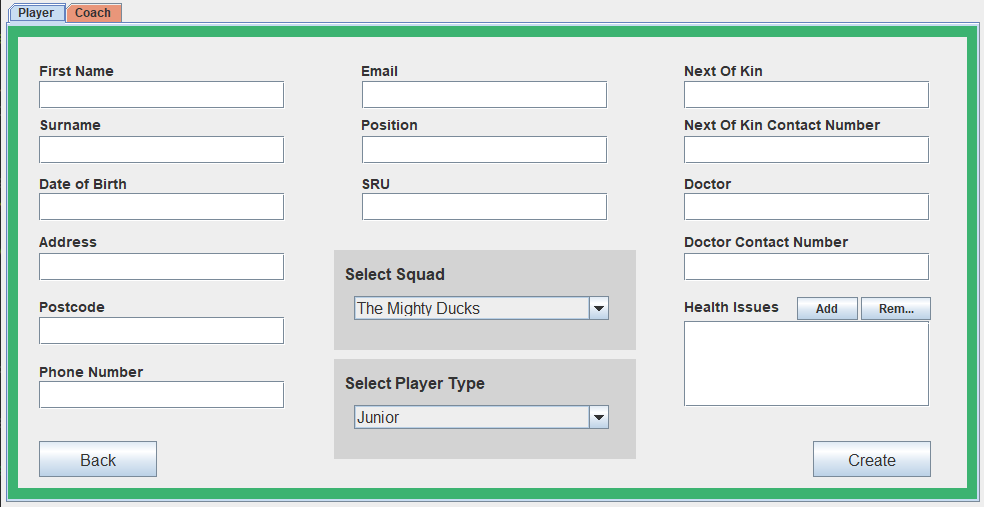 Player Coach
First Name
Surname
Date of Birth
Address
Postcode
Phone Number
Back
Email
Position
SRU
Select Squad
The Mighty Ducks
Select Player Type
Junior
Next Of Kin
Next Of Kin Contact Number
Doctor
Doctor Contact Number
Health Issues Add Rem...
Create